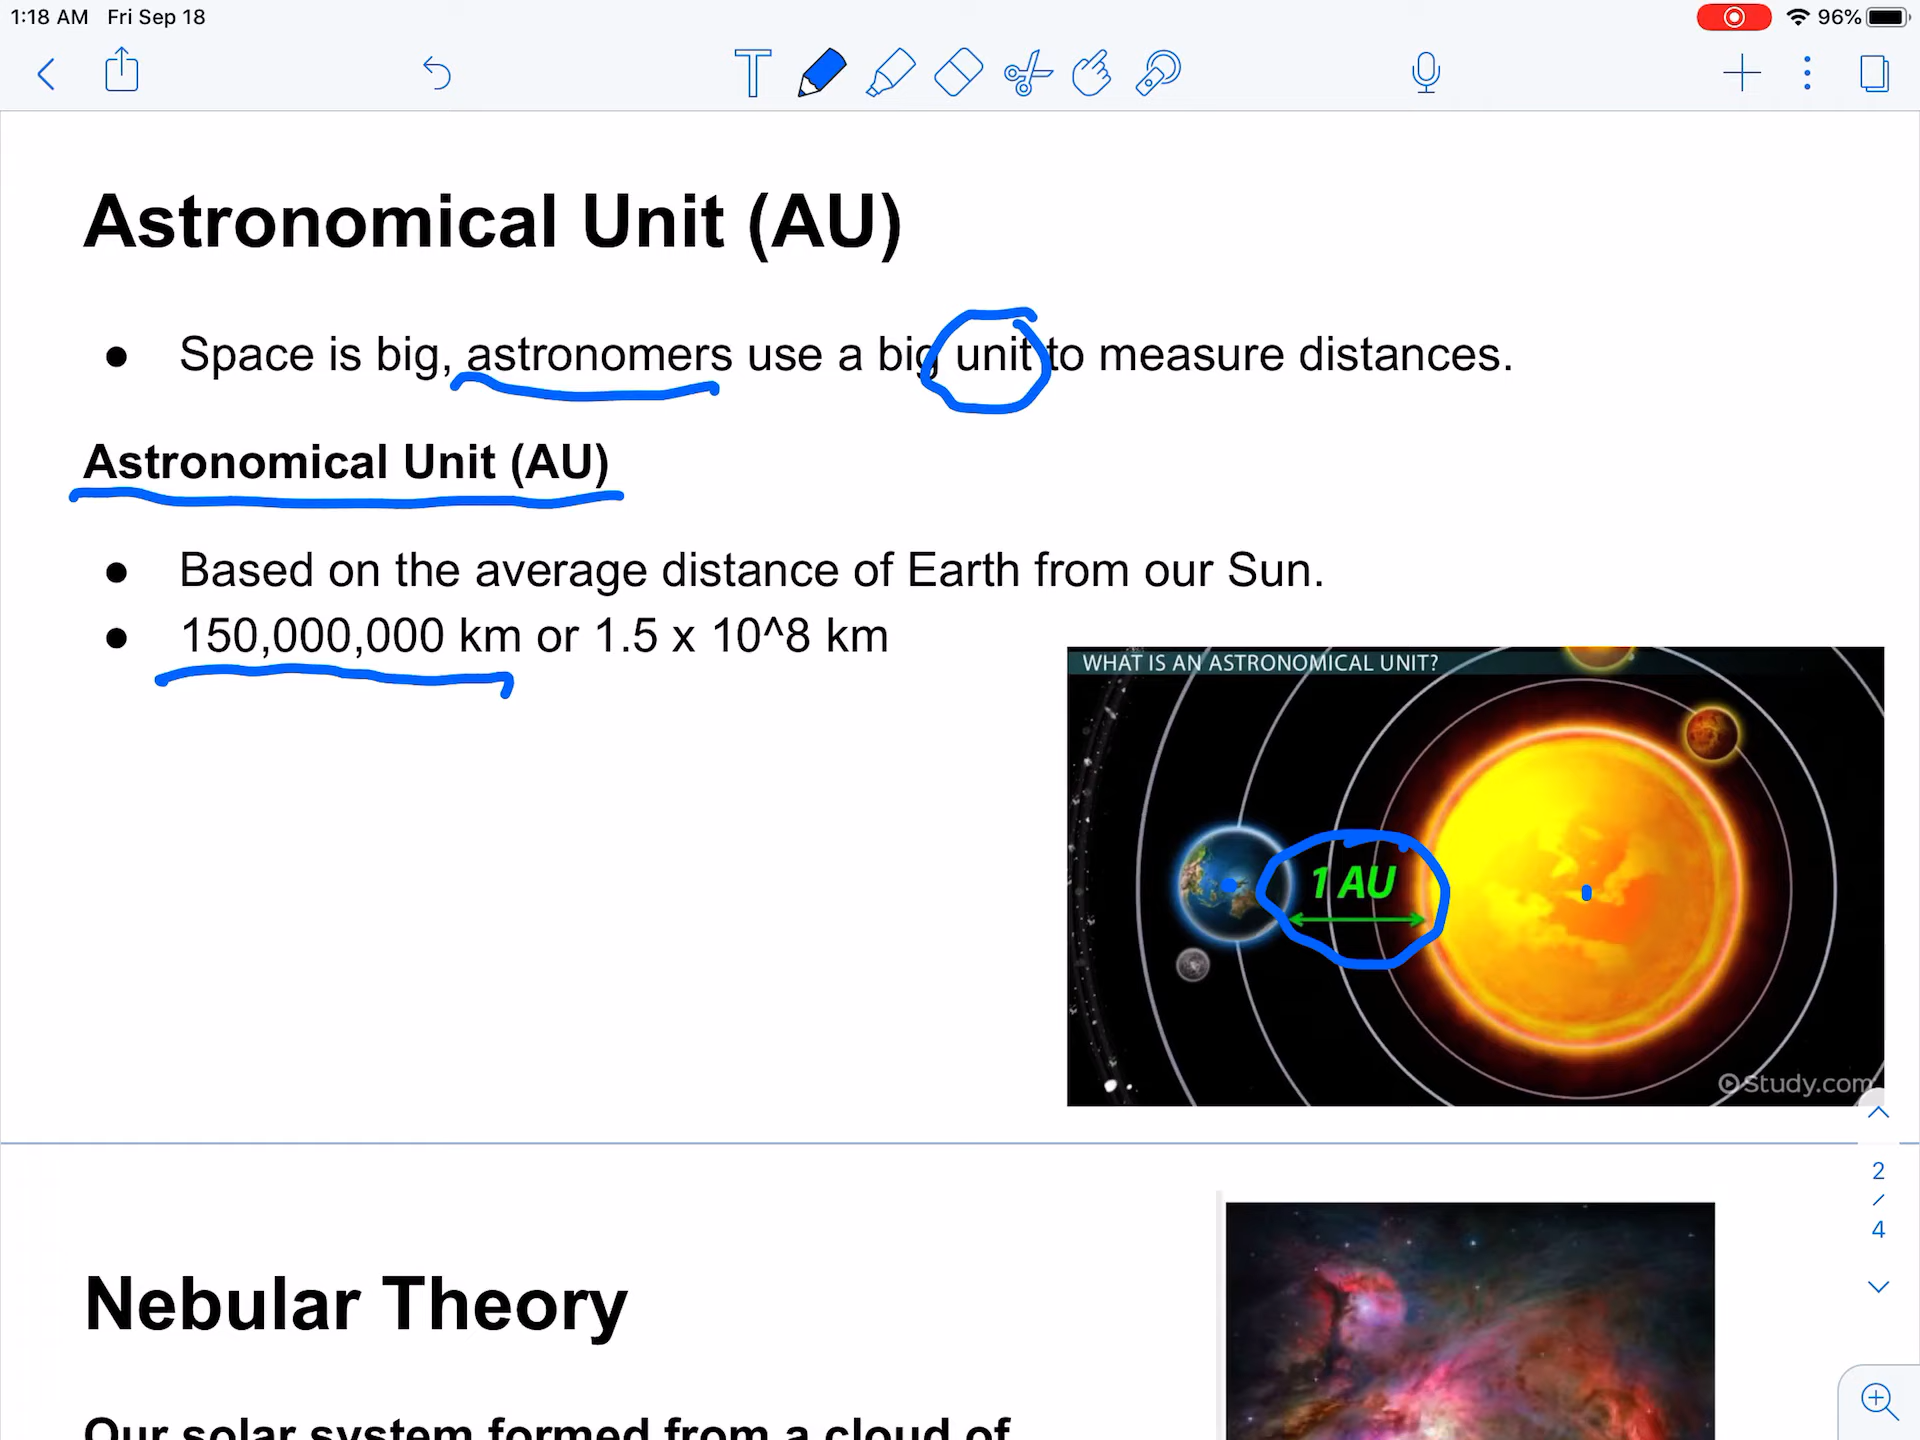 1:18 AM Fri Sep 18
96%
T
Astronomical Unit (AU)
● Space is big, astronomers use a big unit to measure distances.
Astronomical Unit (AU)
● Based on the average distance of Earth from our Sun.
● 150,000,000 km or 1.5 x 10^8 km
WHAT IS AN ASTRONOMICAL UNIT?
1 AU
Study.com
2
/
4
Nebular Theory
Our solar system formed from a cloud of